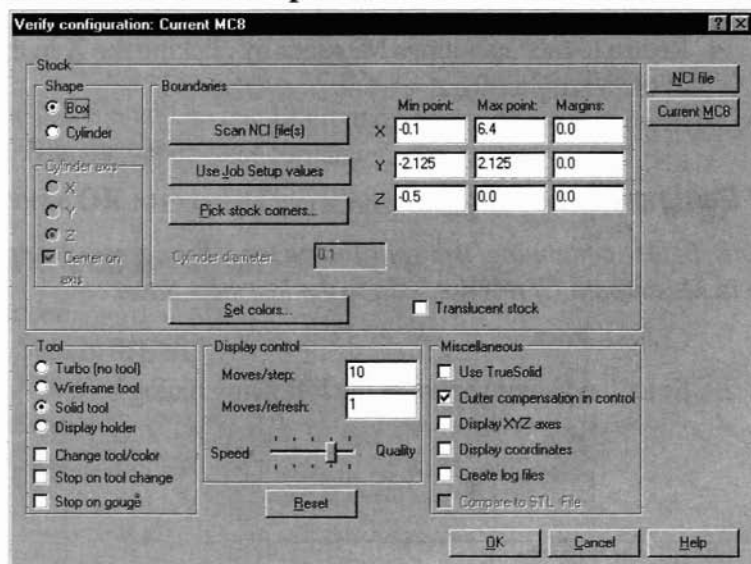 Verify configuration: Current MC8
Stock
Shape
Box
Cylinder
Cylinder axis
X
Y
Z
Center on axis
Boundaries
Scan NCI file(s)
Use Job Setup values
Pick stock corners...
Min point: Max point: Margins:
X -0.1 6.4 0.0
Y -2.125 2.125 0.0
Z -0.5 0.0 0.0
Cylinder diameter 0.1
Set colors...
Translucent stock
NCI file
Current MC8
Tool
Turbo (no tool)
Wireframe tool
Solid tool
Display holder
Change tool/color
Stop on tool change
Stop on gouge
Display control
Moves/step: 10
Moves/refresh: 1
Speed Quality
Reset
Miscellaneous
Use TrueSolid
Cutter compensation in control
Display XYZ axes
Display coordinates
Create log files
Compare to STL File
OK Cancel Help